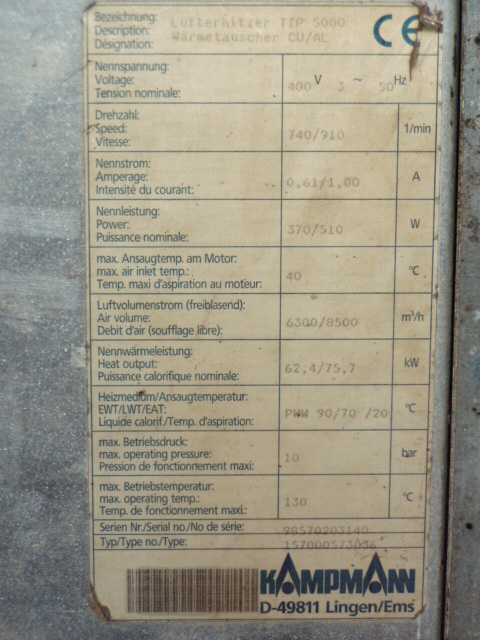 Bezeichnung: Lufterhitzer TTP 5000
Description: Wärmetauscher CU/AL
Désignation:
CE
Nennspannung:
Voltage: 400 V 3 ~ 50 Hz
Tension nominale:
Drehzahl:
Speed: 740/910 1/min
Vitesse:
Nennstrom:
Amperage: 0,61/1,00 A
Intensité du courant:
Nennleistung:
Power: 370/510 W
Puissance nominale:
max. Ansaugtemp. am Motor:
max. air inlet temp.: 40 °C
Temp. maxi d'aspiration au moteur:
Luftvolumenstrom (freiblasend):
Air volume: 6300/8500 m³/h
Debit d'air (soufflage libre):
Nennwärmeleistung:
Heat output: 62,4/75,7 kW
Puissance calorifique nominale:
Heizmedium/Ansaugtemperatur:
EWT/LWT/EAT: PWW 90/70 /20 °C
Liquide calorif./Temp. d'aspiration:
max. Betriebsdruck:
max. operating pressure: 10 bar
Pression de fonctionnement maxi:
max. Betriebstemperatur:
max. operating temp.: 130 °C
Temp. de fonctionnement maxi.:
Serien Nr./Serial no./No de série: 98570203140
Typ/Type no./Type: 157000573036
KAMPMANN
D-49811 Lingen/Ems